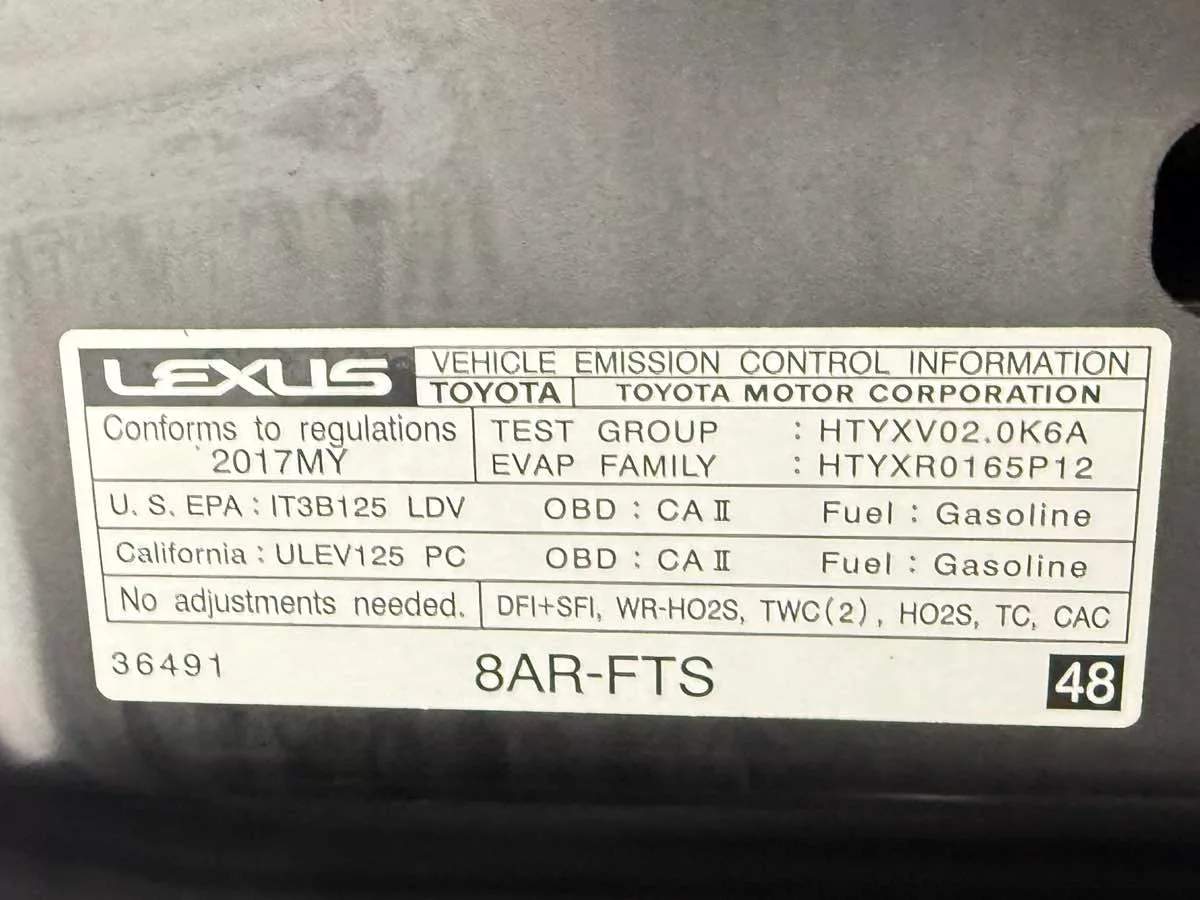 LEXUS VEHICLE EMISSION CONTROL INFORMATION
TOYOTA TOYOTA MOTOR CORPORATION
Conforms to regulations TEST GROUP : HTYXV02.0K6A
2017MY EVAP FAMILY : HTYXR0165P12
U.S. EPA : IT3B125 LDV OBD : CA II Fuel : Gasoline
California : ULEV125 PC OBD : CA II Fuel : Gasoline
No adjustments needed. DFI+SFI, WR-HO2S, TWC(2), HO2S, TC, CAC
36491 8AR-FTS 48